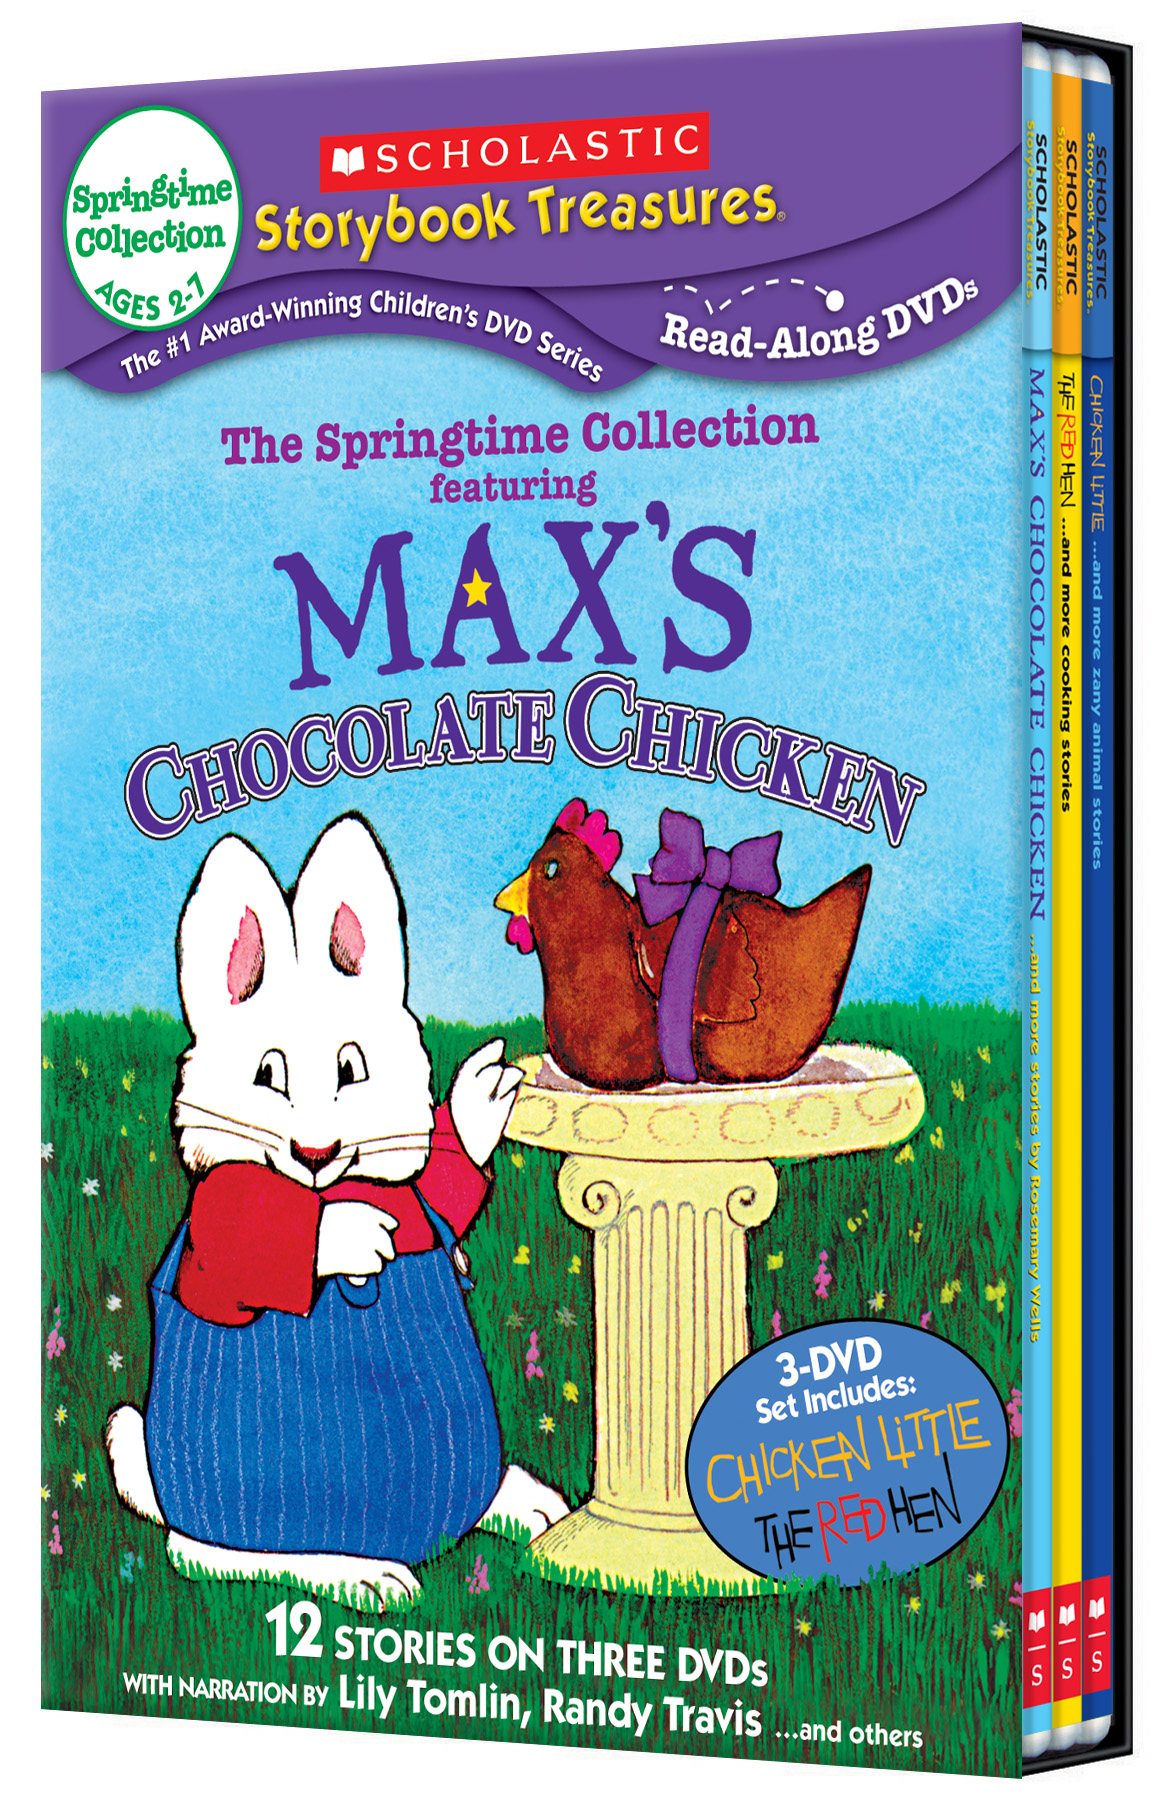 Springtime
Collection
AGES 2-7
SCHOLASTIC
Storybook Treasures®
The #1 Award-Winning Children's DVD Series
Read-Along DVDs
The Springtime Collection
featuring
MAX'S
CHOCOLATE CHICKEN
3-DVD
Set Includes:
CHICKEN LiTTLE
THE RED HEN
12 STORIES ON THREE DVDs
WITH NARRATION BY Lily Tomlin, Randy Travis ...and others
SCHOLASTIC
Storybook Treasures.
MAX'S CHOCOLATE CHICKEN ...and more stories by Rosemary Wells
S
SCHOLASTIC
Storybook Treasures.
THE RED HEN ...and more cooking stories
S
SCHOLASTIC
Storybook Treasures.
CHICKEN LiTTLE ...and more zany animal stories
S